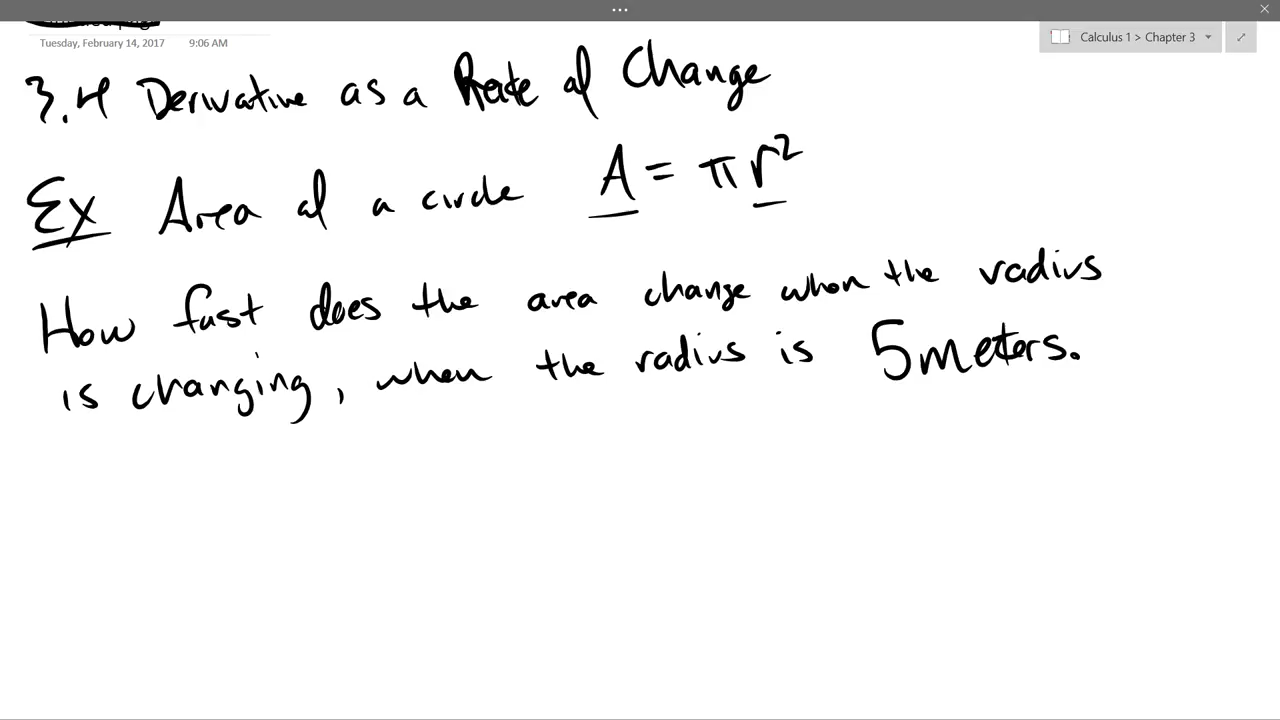 Tuesday, February 14, 2017 9:06 AM
Calculus 1 > Chapter 3
3.4 Derivative as a Rate of Change
Ex Area of a circle A = πr²
How fast does the area change when the radius
is changing, when the radius is 5 meters.